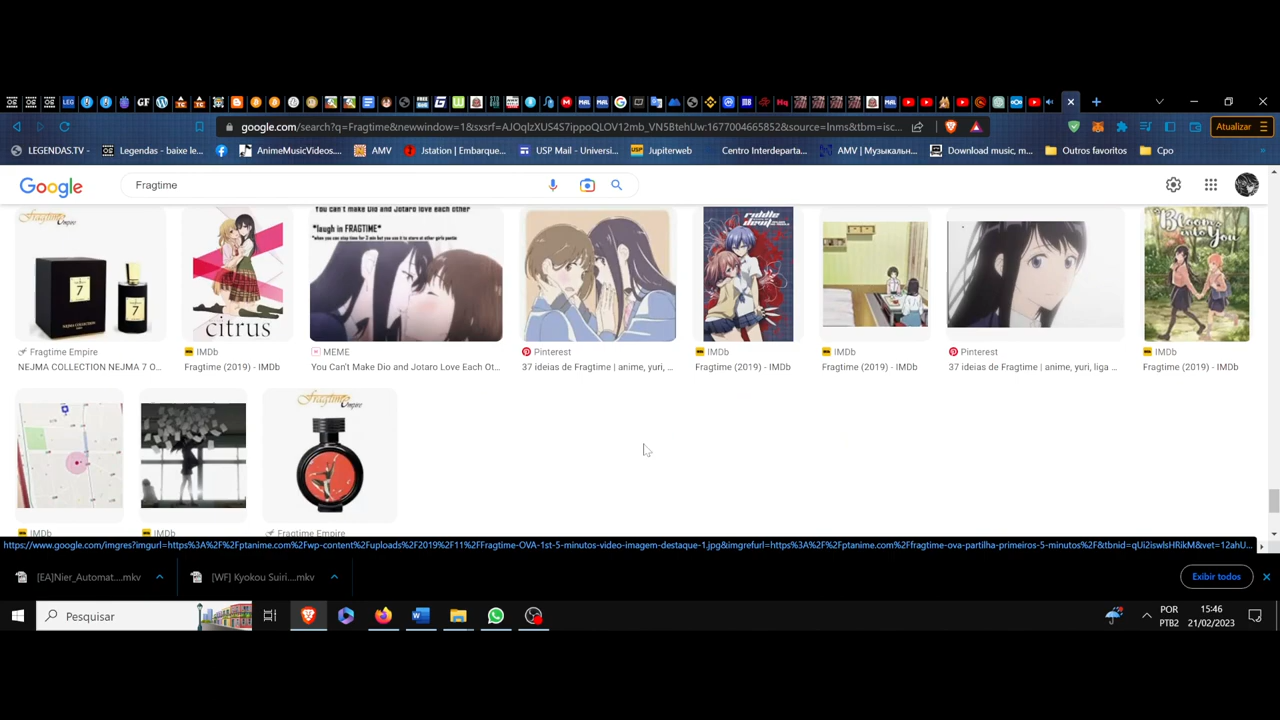 google.com/search?q=Fragtime&newwindow=1&sxsrf=AJOqlzXUS4S7ippoQLOV12mb_VN5BtehUw:1677004665852&source=lnms&tbm=isc...
Atualizar
LEGENDAS.TV -
Legendas - baixe le...
AnimeMusicVideos....
AMV
Jstation | Embarque...
USP Mail - Universi...
Jupiterweb
Centro Interdeparta...
AMV | Музыкальн...
Download music, m...
Outros favoritos
Cpo
Google
Fragtime
Fragtime Empire
7
citrus
You can't make Dio and Jotaro love each other
*laugh in FRAGTIME*
riddle
Bloom into You
Fragtime Empire
IMDb
MEME
Pinterest
IMDb
IMDb
Pinterest
IMDb
NEJMA COLLECTION NEJMA 7 O...
Fragtime (2019) - IMDb
You Can't Make Dio and Jotaro Love Each Ot...
37 ideias de Fragtime | anime, yuri, ...
Fragtime (2019) - IMDb
Fragtime (2019) - IMDb
37 ideias de Fragtime | anime, yuri, liga ...
Fragtime (2019) - IMDb
Fragtime Empire
IMDb
IMDb
Fragtime Empire
https://www.google.com/imgres?imgurl=https%3A%2F%2Fptanime.com%2Fwp-content%2Fuploads%2F2019%2F11%2FFragtime-OVA-1st-5-minutos-video-imagem-destaque-1.jpg&imgrefurl=https%3A%2F%2Fptanime.com%2Ffragtime-ova-partilha-primeiros-5-minutos%2F&tbnid=qUi2iswlsHRikM&vet=12ahU...
[EA]Nier_Automat....mkv
[WF] Kyokou Suiri....mkv
Exibir todos
Pesquisar
POR
PTB2
15:46
21/02/2023